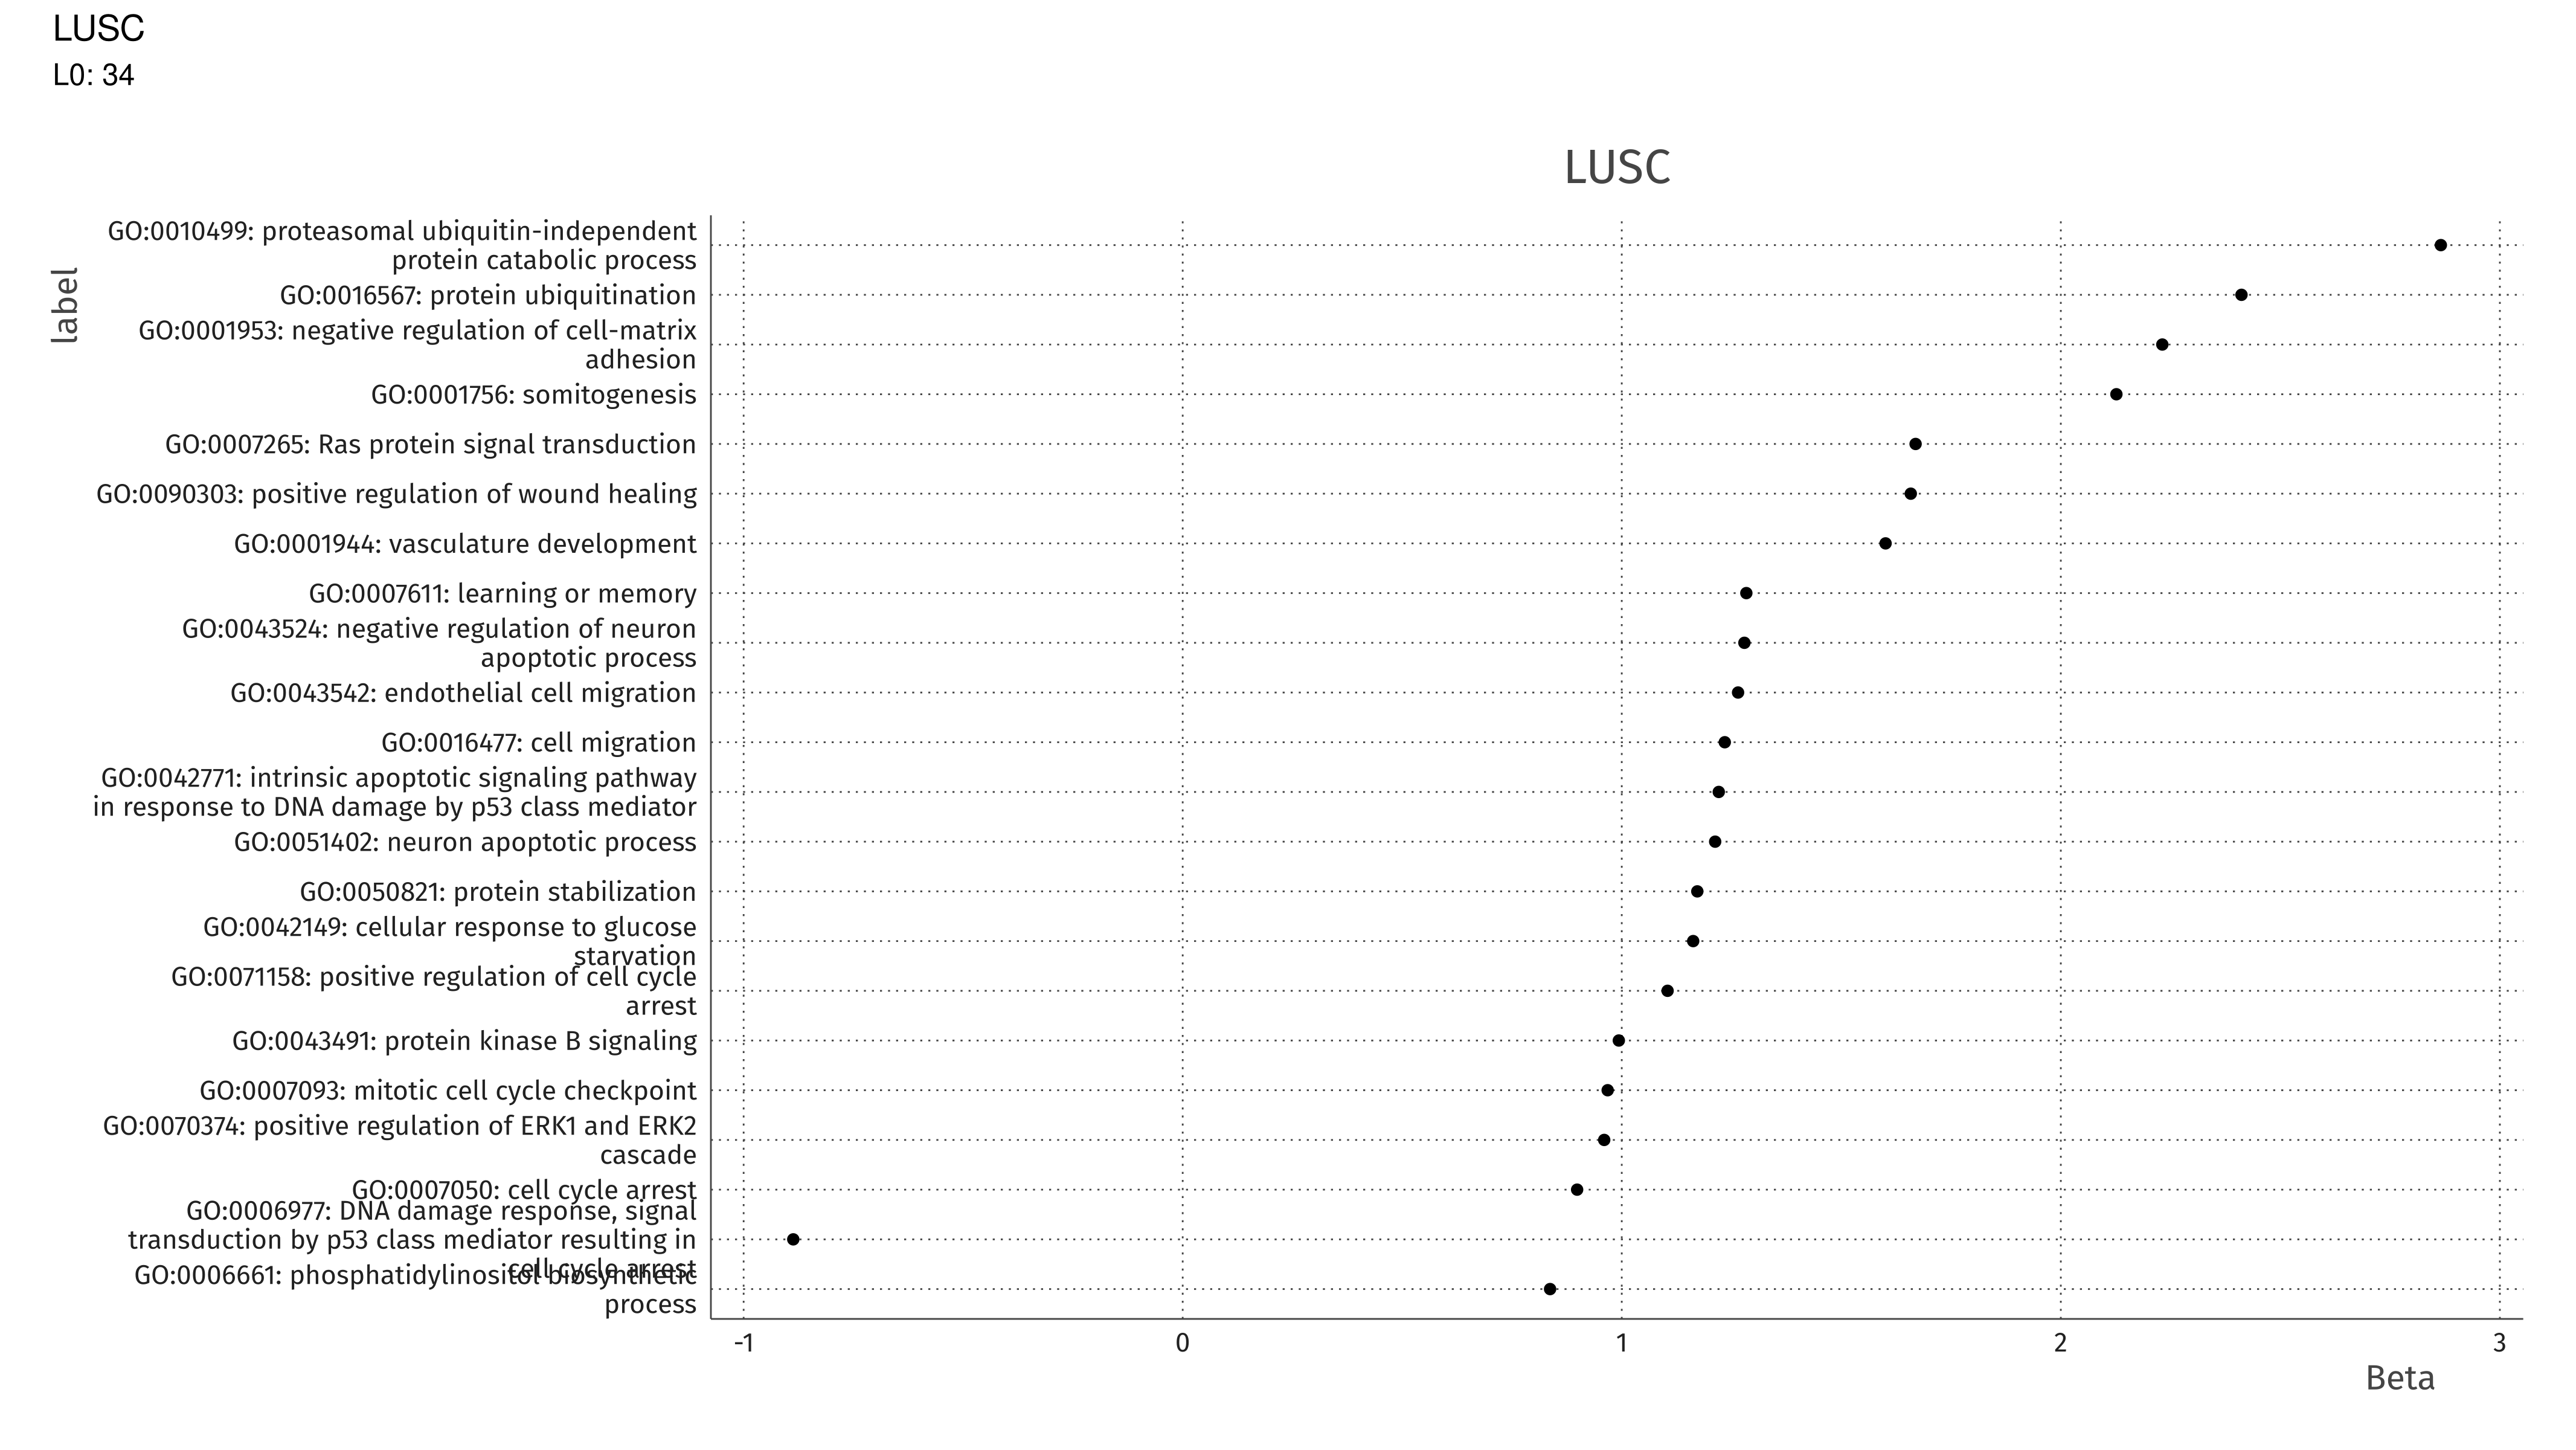 LUSC
L0: 34
LUSC
label
GO:0010499: proteasomal ubiquitin-independent
protein catabolic process
GO:0016567: protein ubiquitination
GO:0001953: negative regulation of cell-matrix
adhesion
GO:0001756: somitogenesis
GO:0007265: Ras protein signal transduction
GO:0090303: positive regulation of wound healing
GO:0001944: vasculature development
GO:0007611: learning or memory
GO:0043524: negative regulation of neuron
apoptotic process
GO:0043542: endothelial cell migration
GO:0016477: cell migration
GO:0042771: intrinsic apoptotic signaling pathway
in response to DNA damage by p53 class mediator
GO:0051402: neuron apoptotic process
GO:0050821: protein stabilization
GO:0042149: cellular response to glucose
starvation
GO:0071158: positive regulation of cell cycle
arrest
GO:0043491: protein kinase B signaling
GO:0007093: mitotic cell cycle checkpoint
GO:0070374: positive regulation of ERK1 and ERK2
cascade
GO:0007050: cell cycle arrest
GO:0006977: DNA damage response, signal
transduction by p53 class mediator resulting in
cell cycle arrest
GO:0006661: phosphatidylinositol biosynthetic
process
-1 0 1 2 3
Beta